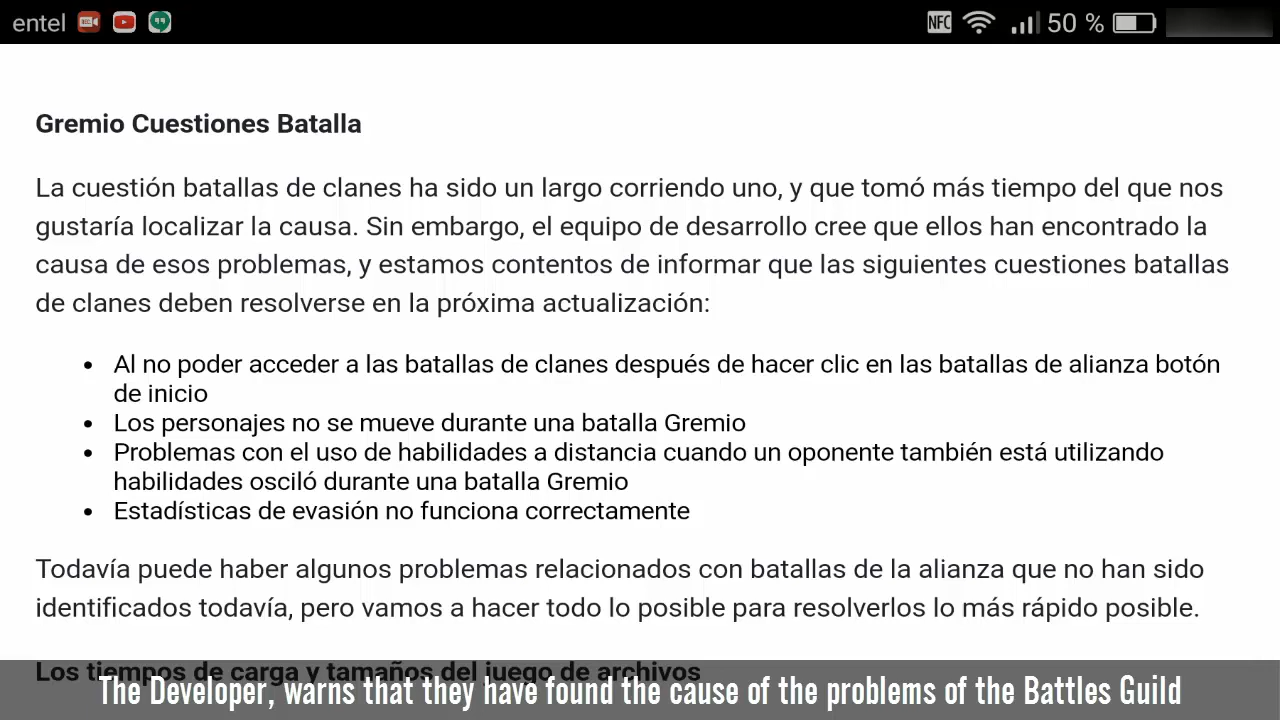 entel
NFC
50 %
Gremio Cuestiones Batalla
La cuestión batallas de clanes ha sido un largo corriendo uno, y que tomó más tiempo del que nos
gustaría localizar la causa. Sin embargo, el equipo de desarrollo cree que ellos han encontrado la
causa de esos problemas, y estamos contentos de informar que las siguientes cuestiones batallas
de clanes deben resolverse en la próxima actualización:
• Al no poder acceder a las batallas de clanes después de hacer clic en las batallas de alianza botón
de inicio
• Los personajes no se mueve durante una batalla Gremio
• Problemas con el uso de habilidades a distancia cuando un oponente también está utilizando
habilidades osciló durante una batalla Gremio
• Estadísticas de evasión no funciona correctamente
Todavía puede haber algunos problemas relacionados con batallas de la alianza que no han sido
identificados todavía, pero vamos a hacer todo lo posible para resolverlos lo más rápido posible.
Los tiempos de carga y tamaños del juego de archivos
The Developer, warns that they have found the cause of the problems of the Battles Guild